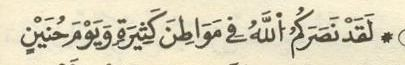 * لَقَدْ نَصَرَكُمُ ٱللَّهُ فِي مَوَاطِنَ كَثِيرَةٍ وَيَوْمَ حُنَيْنٍ